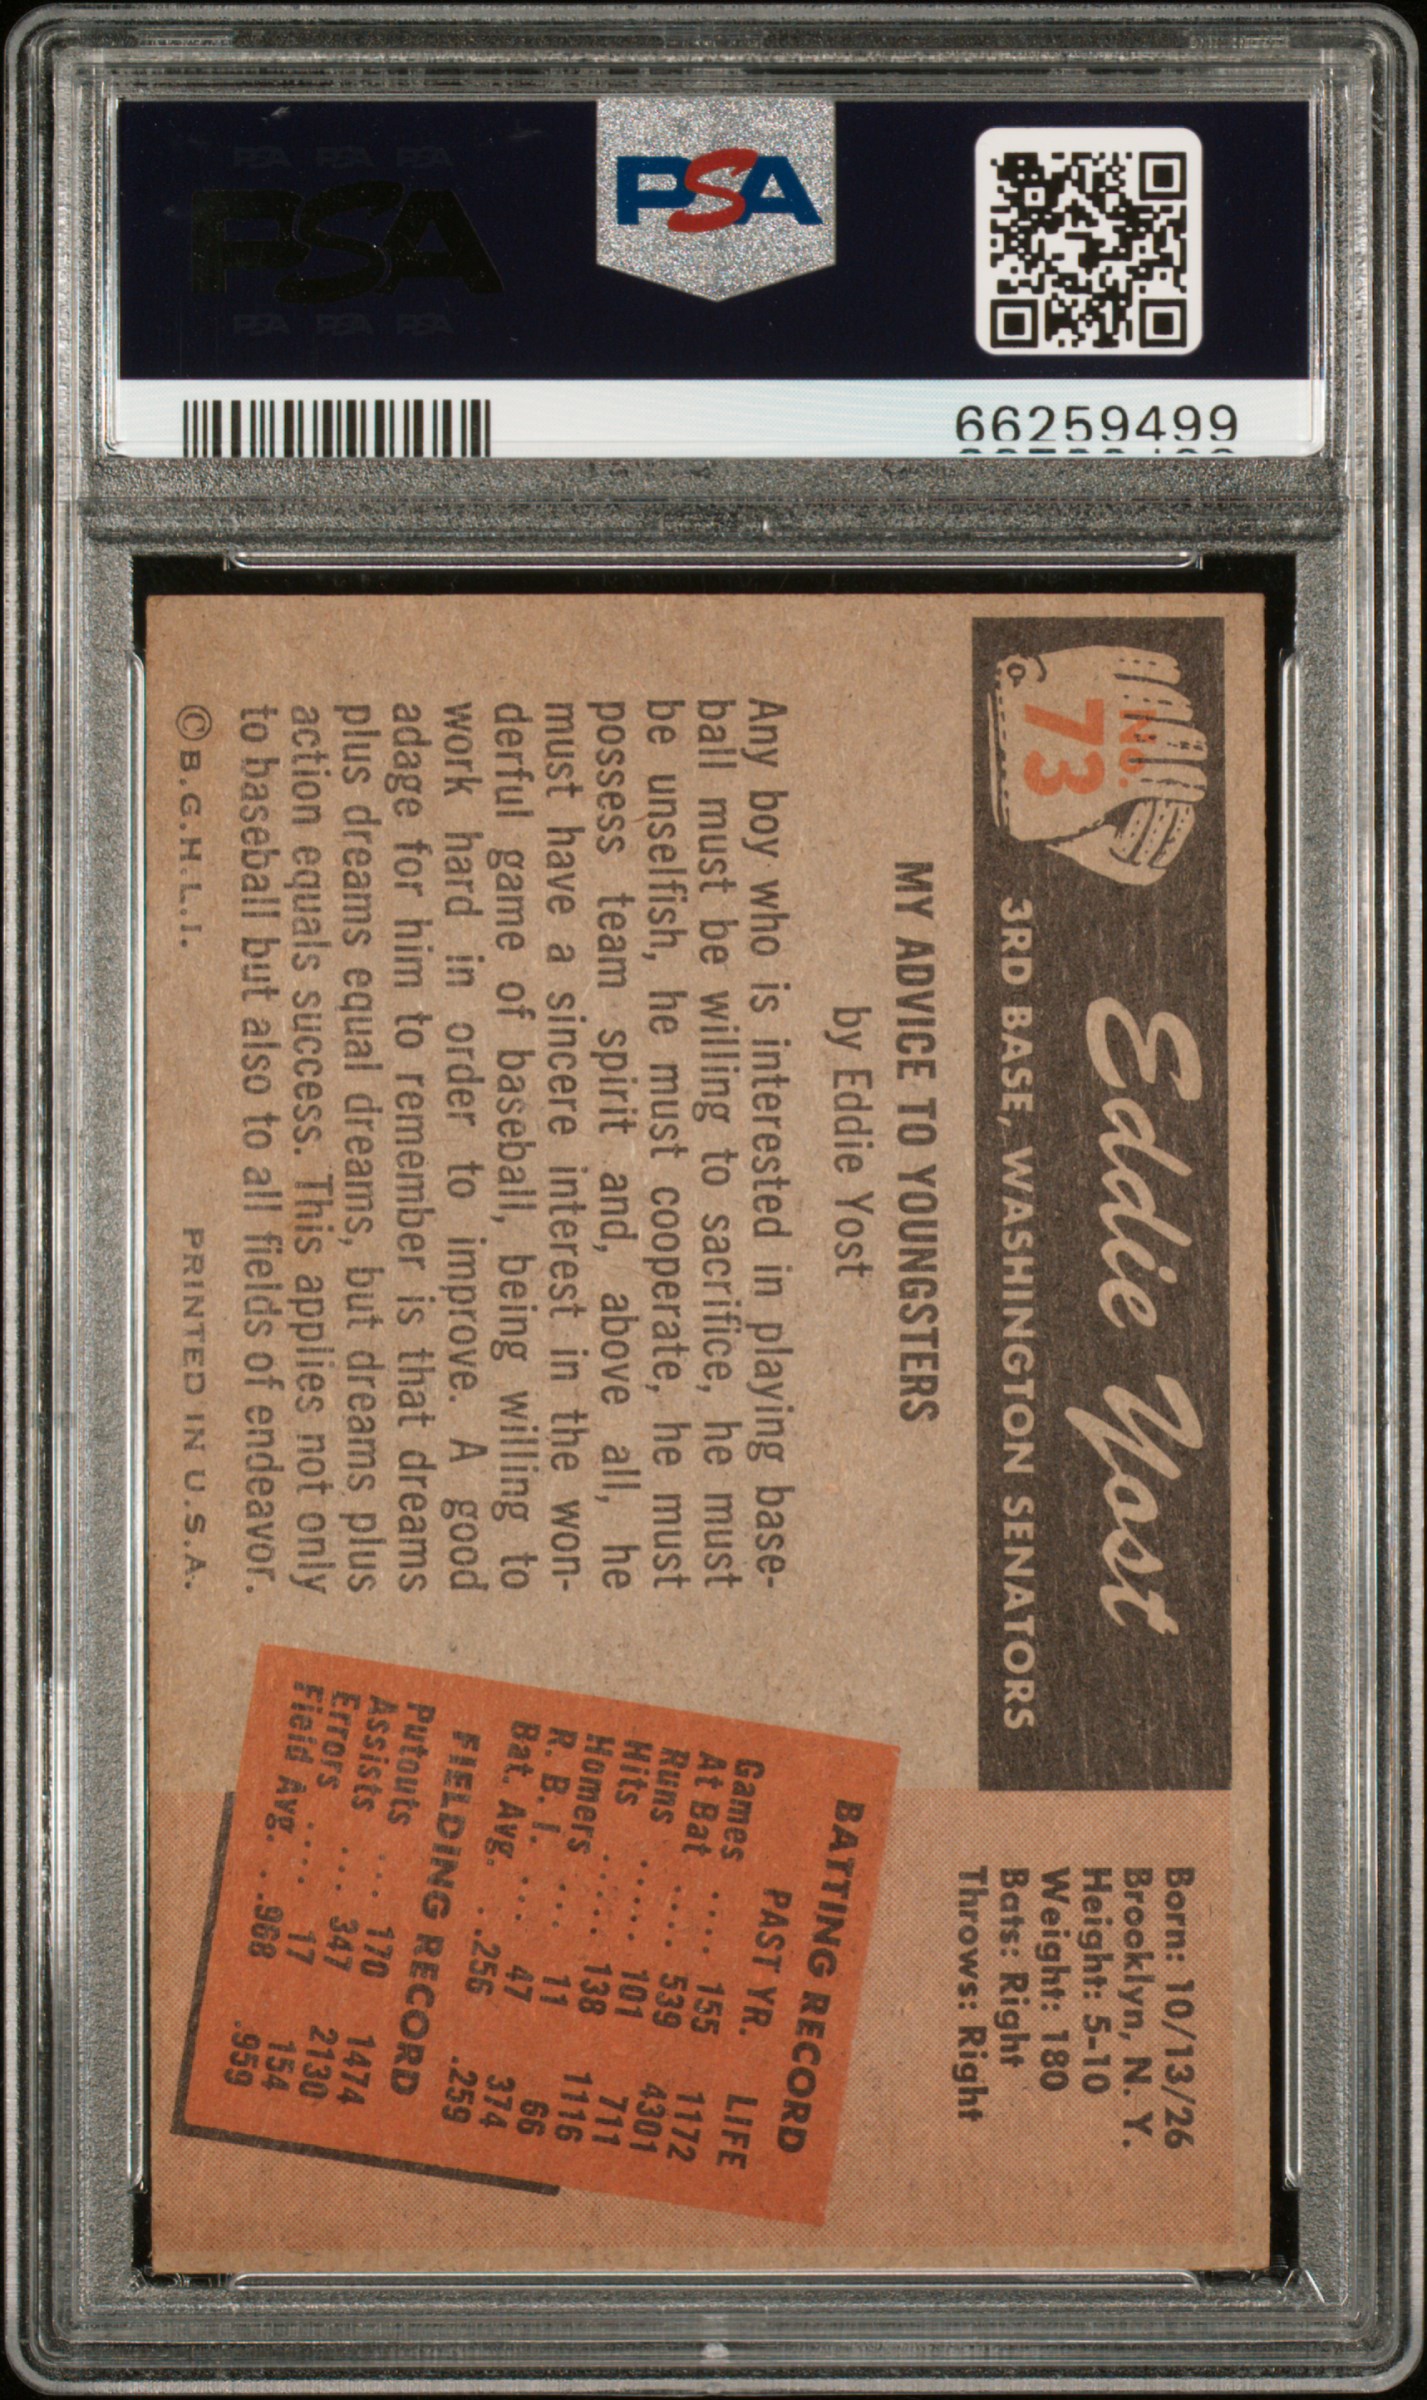 PSA PSA PSA
PSA
PSA PSA PSA
PSA
66259499
No.
73
Eddie Yost
3RD BASE, WASHINGTON SENATORS
Born: 10/13/26
Brooklyn, N. Y.
Height: 5-10
Weight: 180
Bats: Right
Throws: Right
MY ADVICE TO YOUNGSTERS
by Eddie Yost
Any boy who is interested in playing base-
ball must be willing to sacrifice, he must
be unselfish, he must cooperate, he must
possess team spirit and, above all, he
must have a sincere interest in the won-
derful game of baseball, being willing to
work hard in order to improve. A good
adage for him to remember is that dreams
plus dreams equal dreams, but dreams plus
action equals success. This applies not only
to baseball but also to all fields of endeavor.
©B.G.H.L.I. PRINTED IN U.S.A.
BATTING RECORD
PAST YR. LIFE
Games .... 155 1172
At Bat .... 539 4301
Runs ..... 101 711
Hits ..... 138 1116
Homers ... 11 66
R. B. I. .... 47 374
Bat. Avg. . .256 .259
FIELDING RECORD
Putouts ... 170 1474
Assists ... 347 2130
Errors .... 17 154
Field Avg. . .968 .959